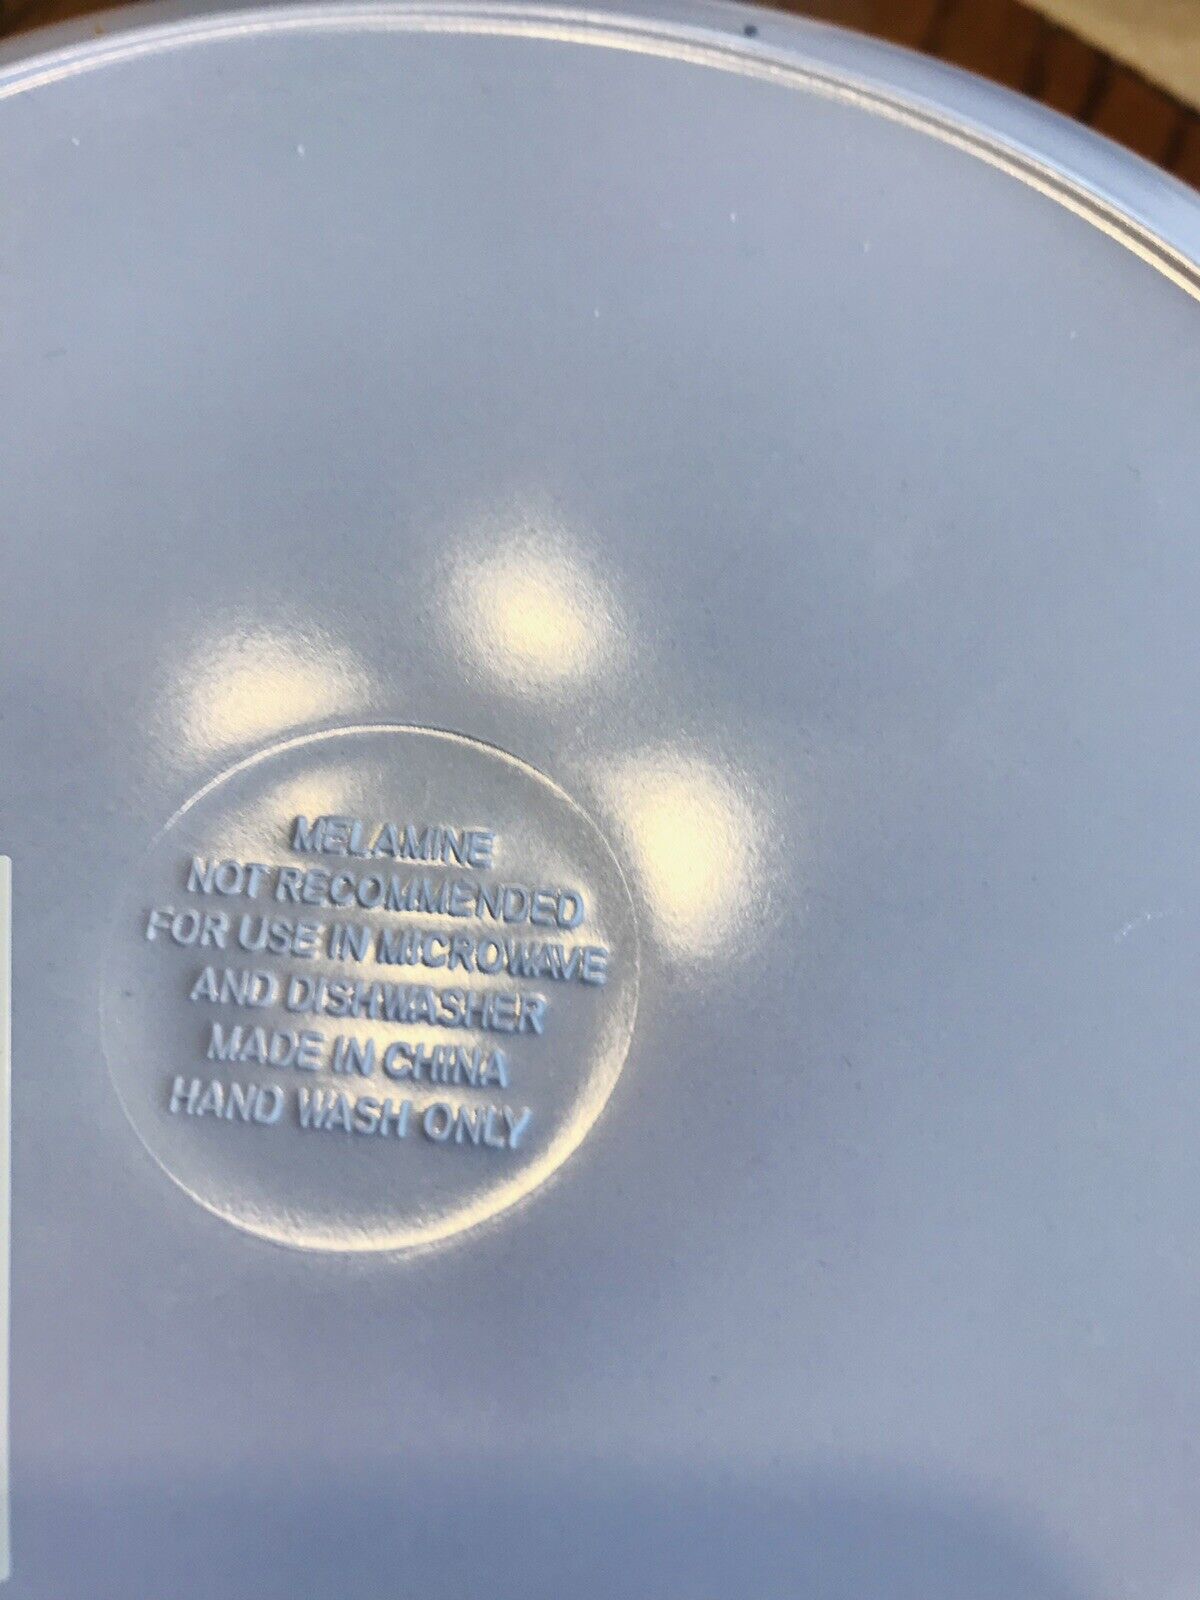 MELAMINE
NOT RECOMMENDED
FOR USE IN MICROWAVE
AND DISHWASHER
MADE IN CHINA
HAND WASH ONLY